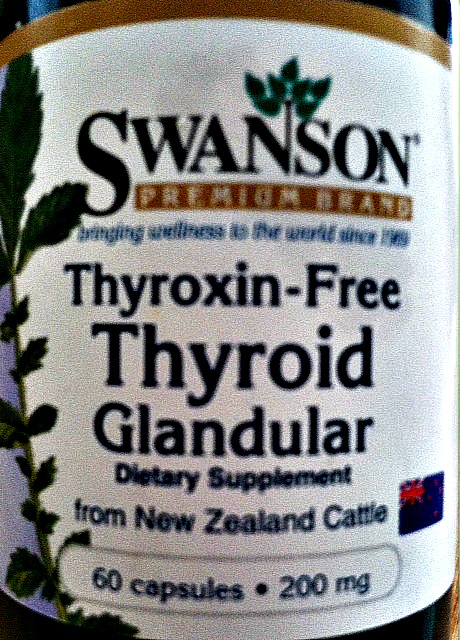 SWANSON®
PREMIUM BRAND
bringing wellness to the world since 1969
Thyroxin-Free
Thyroid
Glandular
Dietary Supplement
from New Zealand Cattle
60 capsules • 200 mg